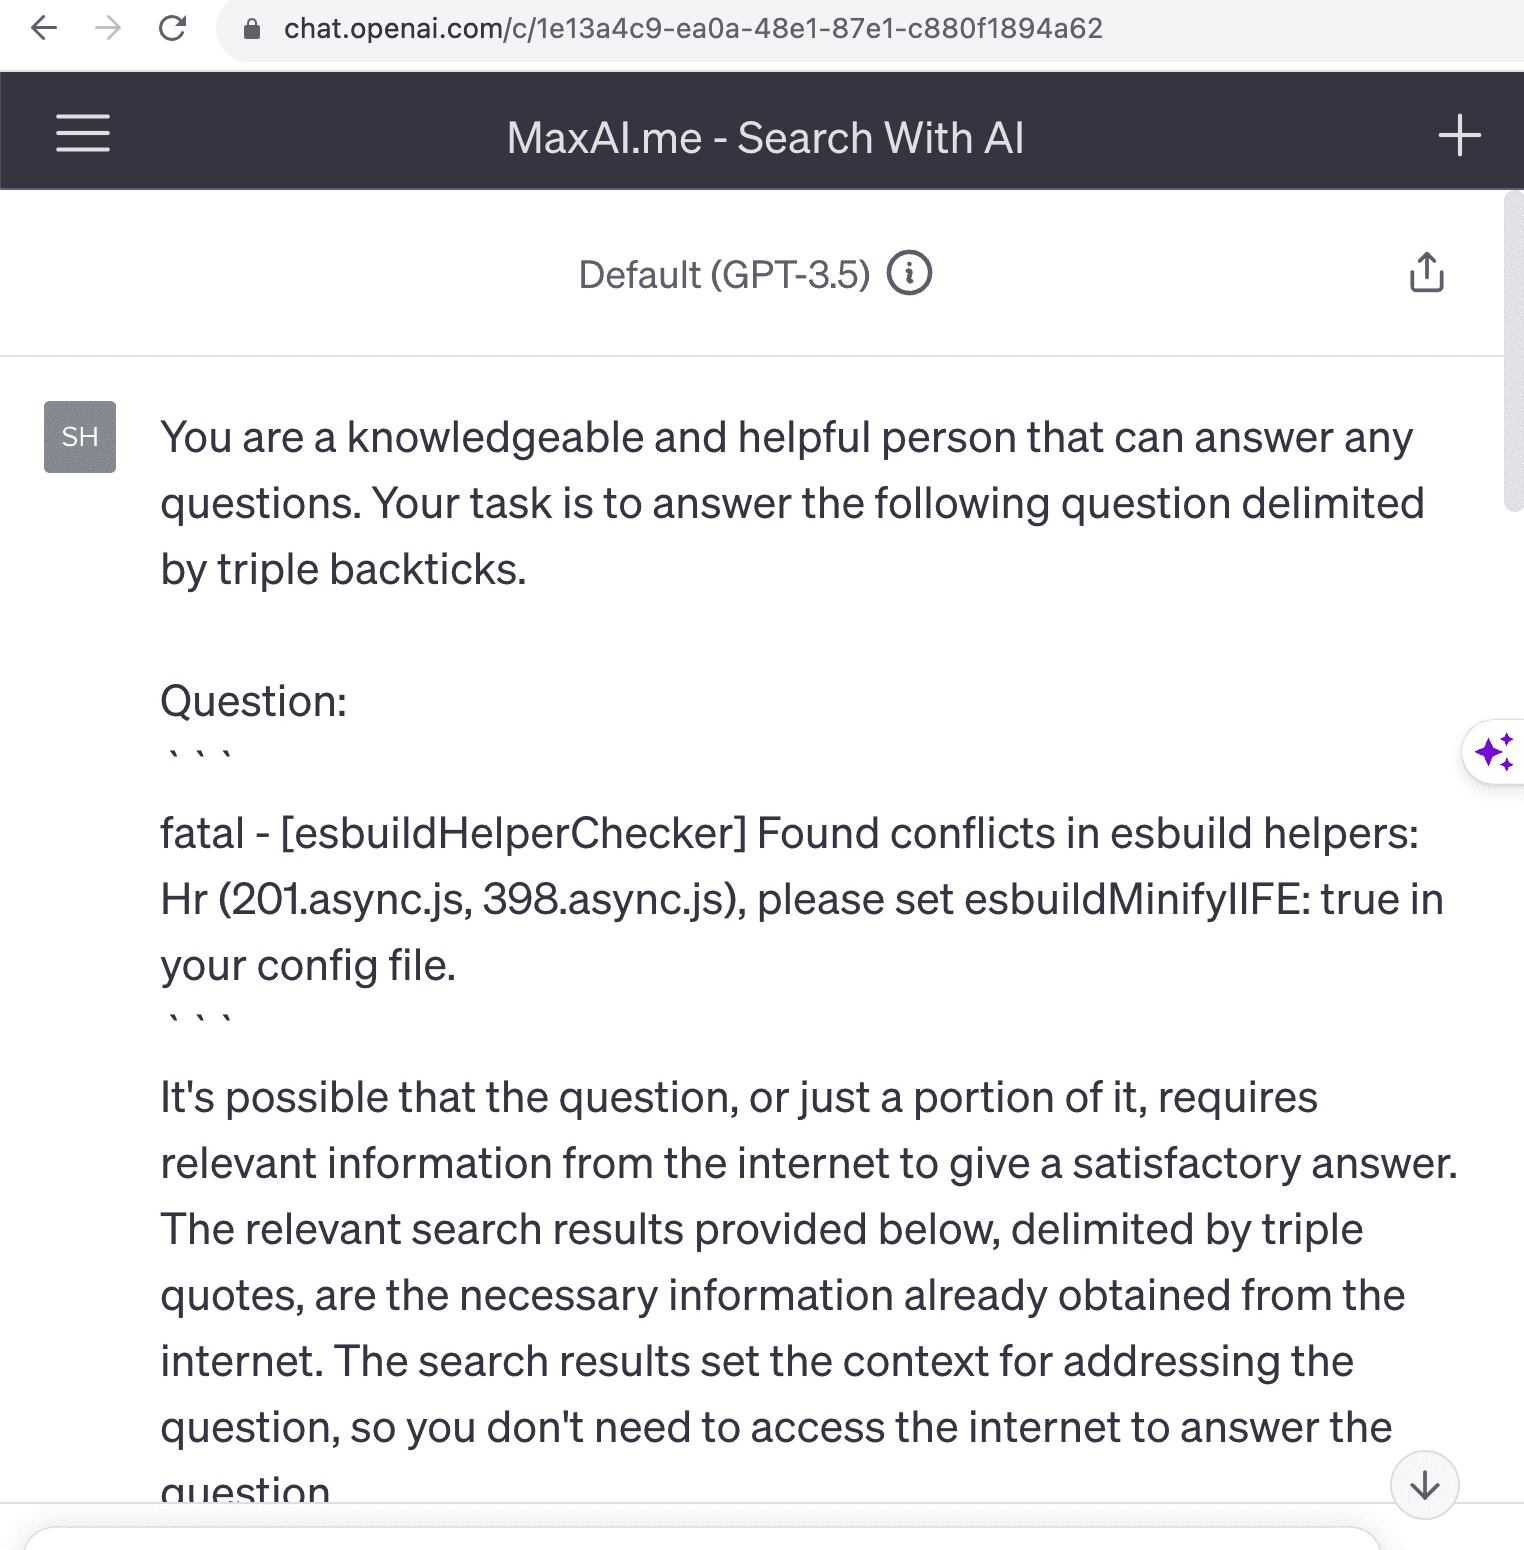 chat.openai.com/c/1e13a4c9-ea0a-48e1-87e1-c880f1894a62
MaxAI.me - Search With AI
Default (GPT-3.5)
SH
You are a knowledgeable and helpful person that can answer any
questions. Your task is to answer the following question delimited
by triple backticks.
Question:
```
fatal - [esbuildHelperChecker] Found conflicts in esbuild helpers:
Hr (201.async.js, 398.async.js), please set esbuildMinifyIIFE: true in
your config file.
```
It's possible that the question, or just a portion of it, requires
relevant information from the internet to give a satisfactory answer.
The relevant search results provided below, delimited by triple
quotes, are the necessary information already obtained from the
internet. The search results set the context for addressing the
question, so you don't need to access the internet to answer the
question